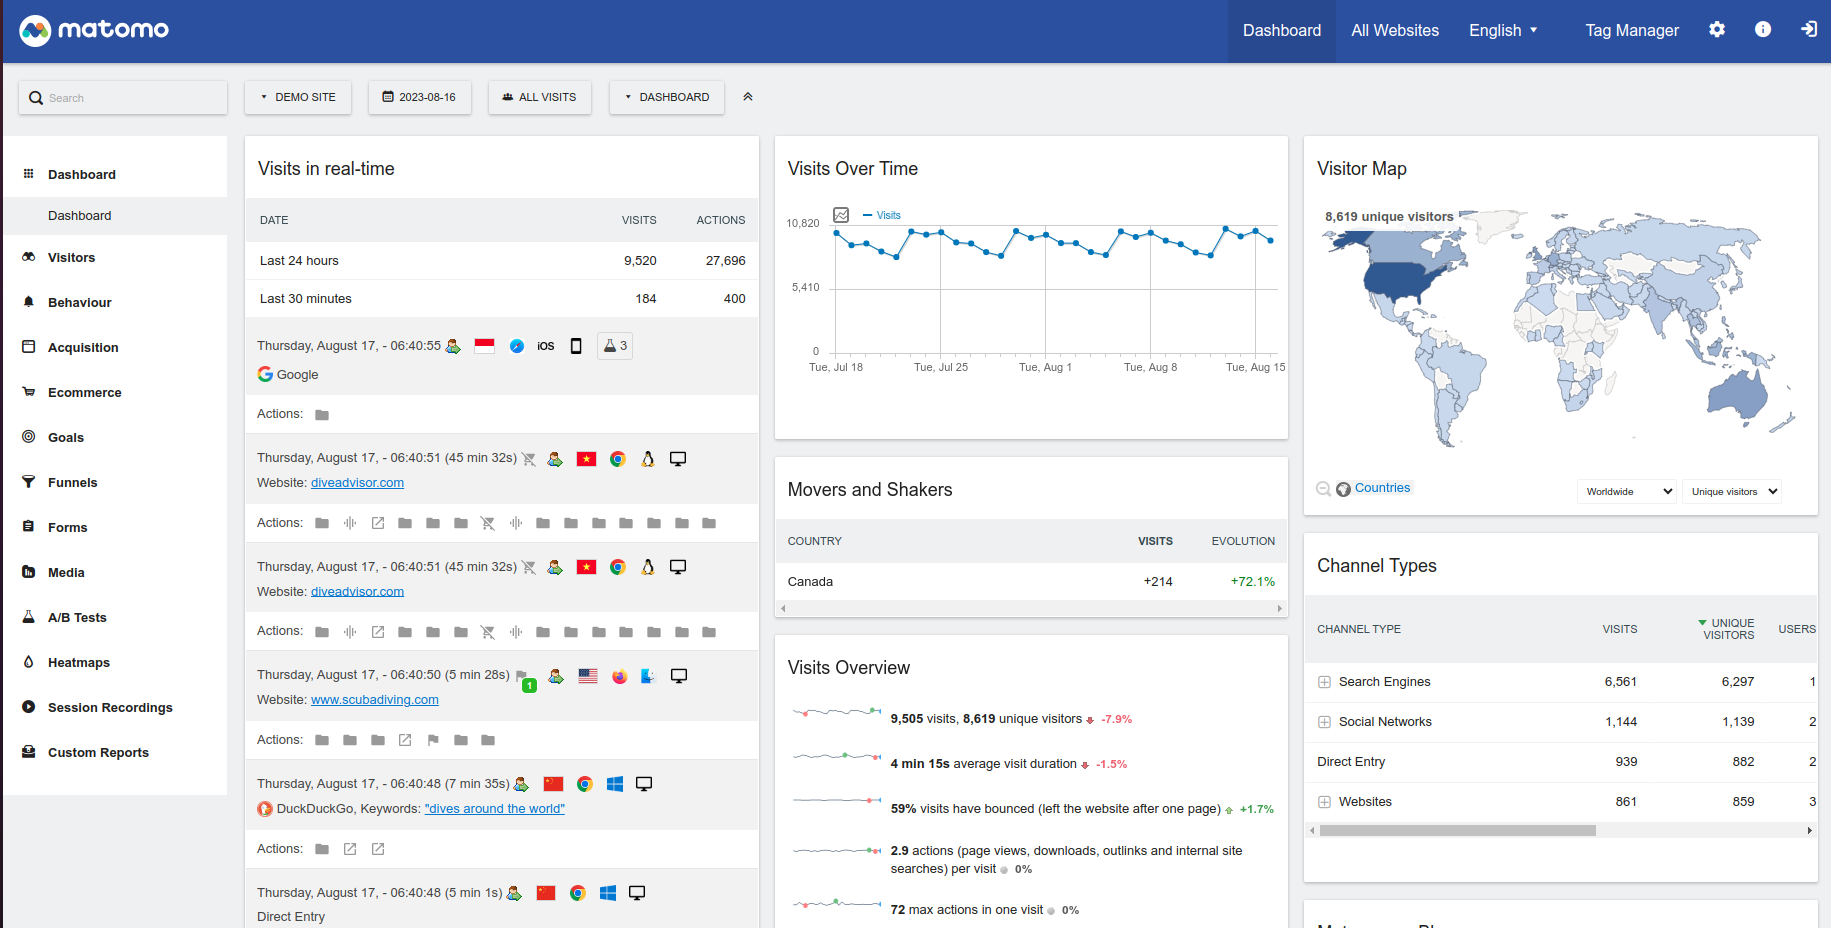 matomo
Dashboard All Websites English Tag Manager
Search
DEMO SITE 2023-08-16 ALL VISITS DASHBOARD
Dashboard
Dashboard
Visitors
Behaviour
Acquisition
Ecommerce
Goals
Funnels
Forms
Media
A/B Tests
Heatmaps
Session Recordings
Custom Reports
Visits in real-time
DATE VISITS ACTIONS
Last 24 hours 9,520 27,696
Last 30 minutes 184 400
Thursday, August 17, - 06:40:55 iOS 3
Google
Actions:
Thursday, August 17, - 06:40:51 (45 min 32s)
Website: diveadvisor.com
Actions:
Thursday, August 17, - 06:40:51 (45 min 32s)
Website: diveadvisor.com
Actions:
Thursday, August 17, - 06:40:50 (5 min 28s) 1
Website: www.scubadiving.com
Actions:
Thursday, August 17, - 06:40:48 (7 min 35s)
DuckDuckGo, Keywords: "dives around the world"
Actions:
Thursday, August 17, - 06:40:48 (5 min 1s)
Direct Entry
Visits Over Time
Visits
10,820
5,410
0
Tue, Jul 18 Tue, Jul 25 Tue, Aug 1 Tue, Aug 8 Tue, Aug 15
Movers and Shakers
COUNTRY VISITS EVOLUTION
Canada +214 +72.1%
Visits Overview
9,505 visits, 8,619 unique visitors -7.9%
4 min 15s average visit duration -1.5%
59% visits have bounced (left the website after one page) +1.7%
2.9 actions (page views, downloads, outlinks and internal site
searches) per visit 0%
72 max actions in one visit 0%
Visitor Map
8,619 unique visitors
Countries Worldwide Unique visitors
Channel Types
CHANNEL TYPE VISITS UNIQUE
VISITORS USERS
Search Engines 6,561 6,297 1
Social Networks 1,144 1,139 2
Direct Entry 939 882 2
Websites 861 859 3